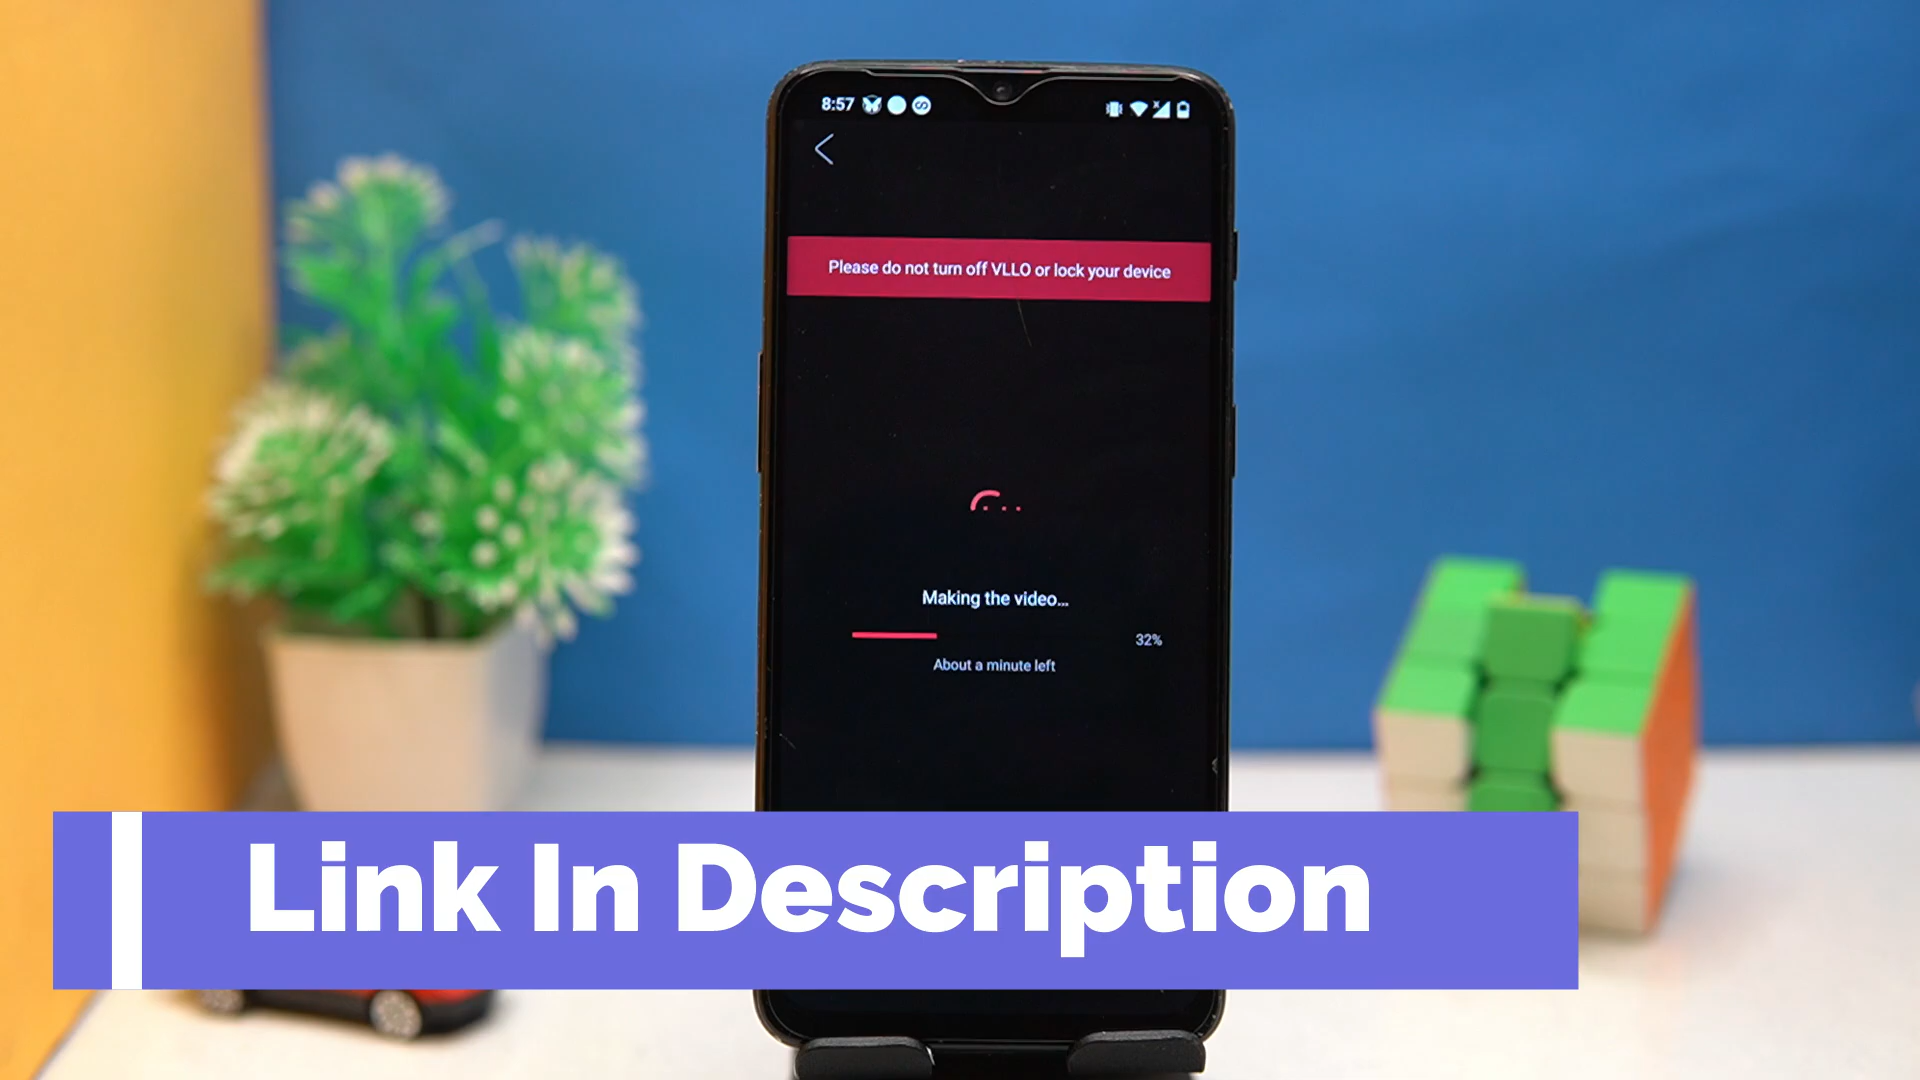 8:57
Please do not turn off VLLO or lock your device
Making the video...
32%
About a minute left
Link In Description